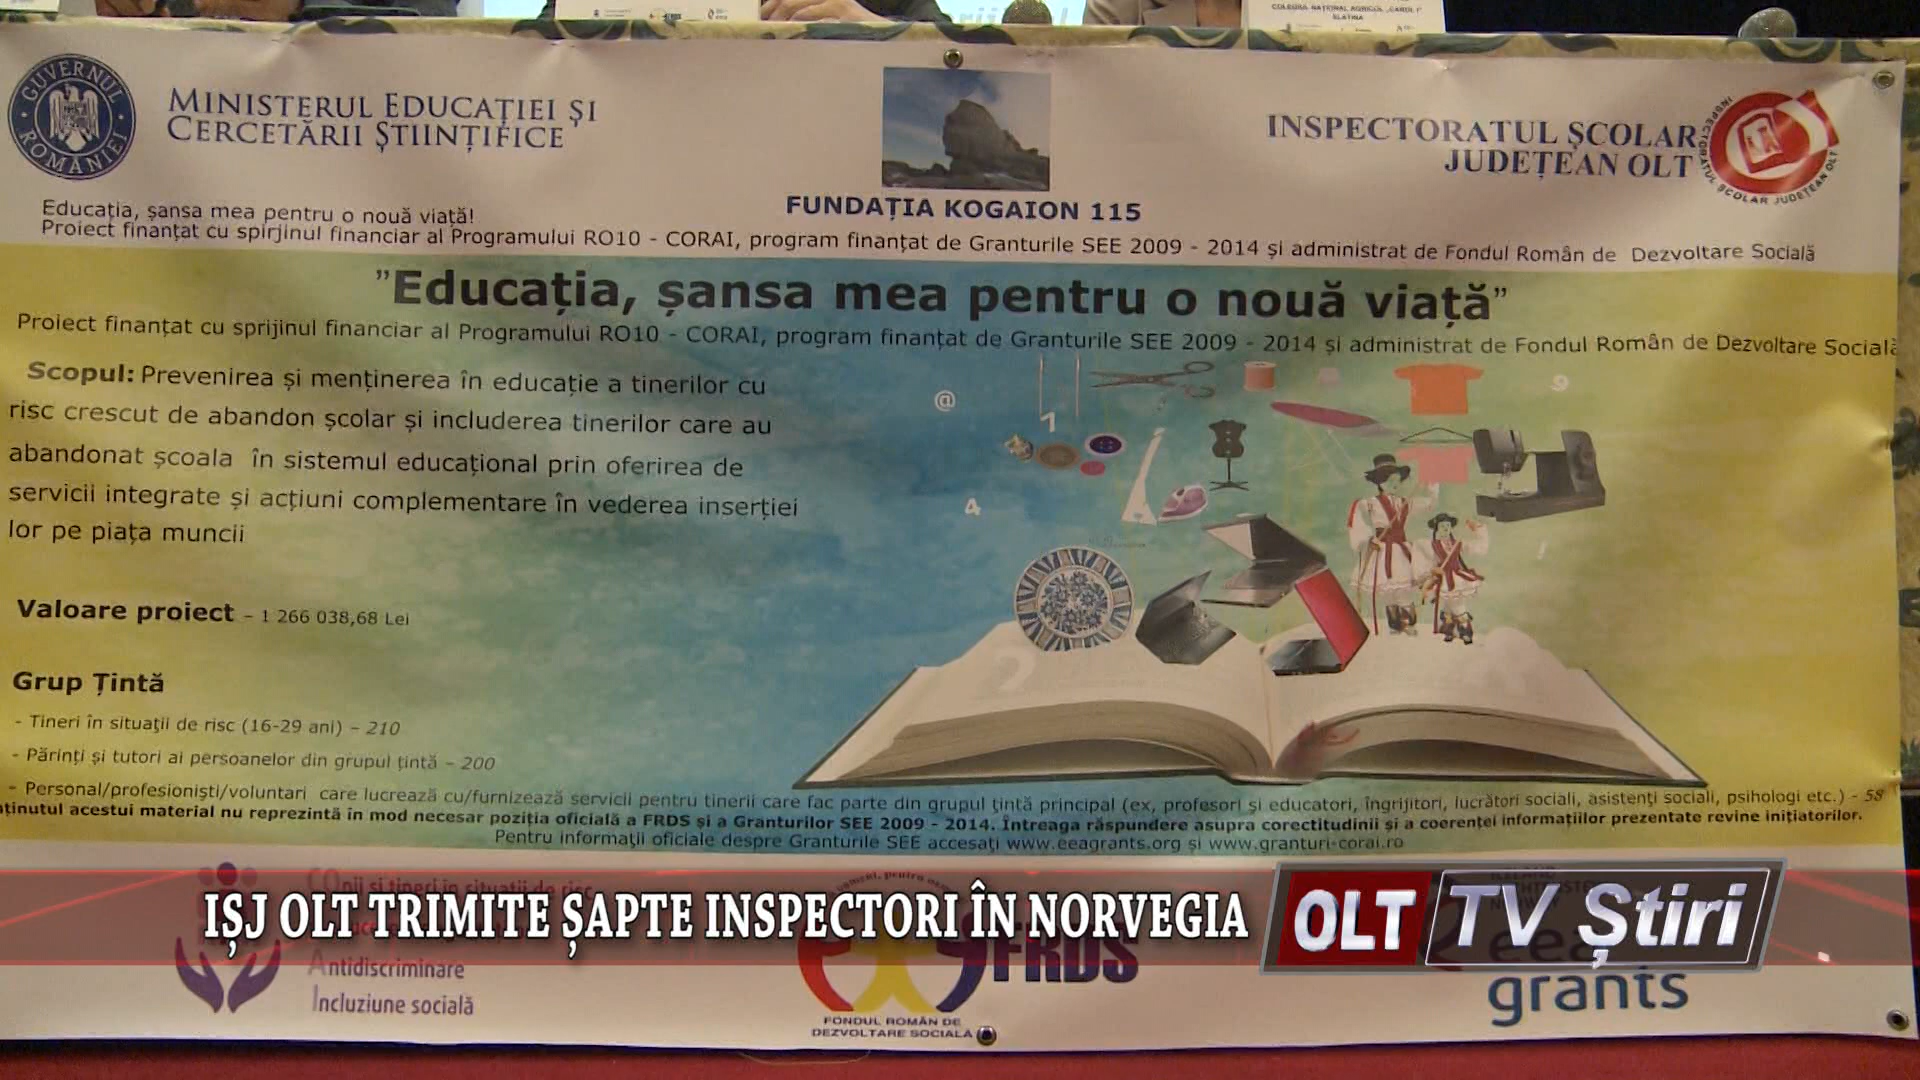 COLEGIUL NAȚIONAL AGRICOL „CAROL I"
SLATINA
GUVERNUL ROMÂNIEI
MINISTERUL EDUCAȚIEI ȘI
CERCETĂRII ȘTIINȚIFICE
INSPECTORATUL ȘCOLAR
JUDEȚEAN OLT
INSPECTORATUL ȘCOLAR JUDEȚEAN OLT
FUNDAȚIA KOGAION 115
Educația, șansa mea pentru o nouă viață!
Proiect finanțat cu spirjinul financiar al Programului RO10 - CORAI, program finanțat de Granturile SEE 2009 - 2014 și administrat de Fondul Român de Dezvoltare Socială
"Educația, șansa mea pentru o nouă viață"
Proiect finanțat cu sprijinul financiar al Programului RO10 - CORAI, program finanțat de Granturile SEE 2009 - 2014 și administrat de Fondul Român de Dezvoltare Socială
Scopul: Prevenirea și menținerea în educație a tinerilor cu
risc crescut de abandon școlar și includerea tinerilor care au
abandonat școala în sistemul educațional prin oferirea de
servicii integrate și acțiuni complementare în vederea inserției
lor pe piața muncii
@
1
9
4
2
Valoare proiect - 1 266 038,68 Lei
Grup Țintă
- Tineri în situații de risc (16-29 ani) - 210
- Părinți și tutori ai persoanelor din grupul țintă - 200
- Personal/profesioniști/voluntari care lucrează cu/furnizează servicii pentru tinerii care fac parte din grupul țintă principal (ex, profesori și educatori, îngrijitori, lucrători sociali, asistenți sociali, psihologi etc.) - 58
ținutul acestui material nu reprezintă în mod necesar poziția oficială a FRDS și a Granturilor SEE 2009 - 2014. Întreaga răspundere asupra corectitudinii și a coerenței informațiilor prezentate revine inițiatorilor.
Pentru informații oficiale despre Granturile SEE accesați www.eeagrants.org și www.granturi-corai.ro
IȘJ OLT TRIMITE ȘAPTE INSPECTORI ÎN NORVEGIA
OLT TV Știri
Antidiscriminare
Incluziune socială
FRDS
FONDUL ROMÂN DE
DEZVOLTARE SOCIALĂ
eea
grants